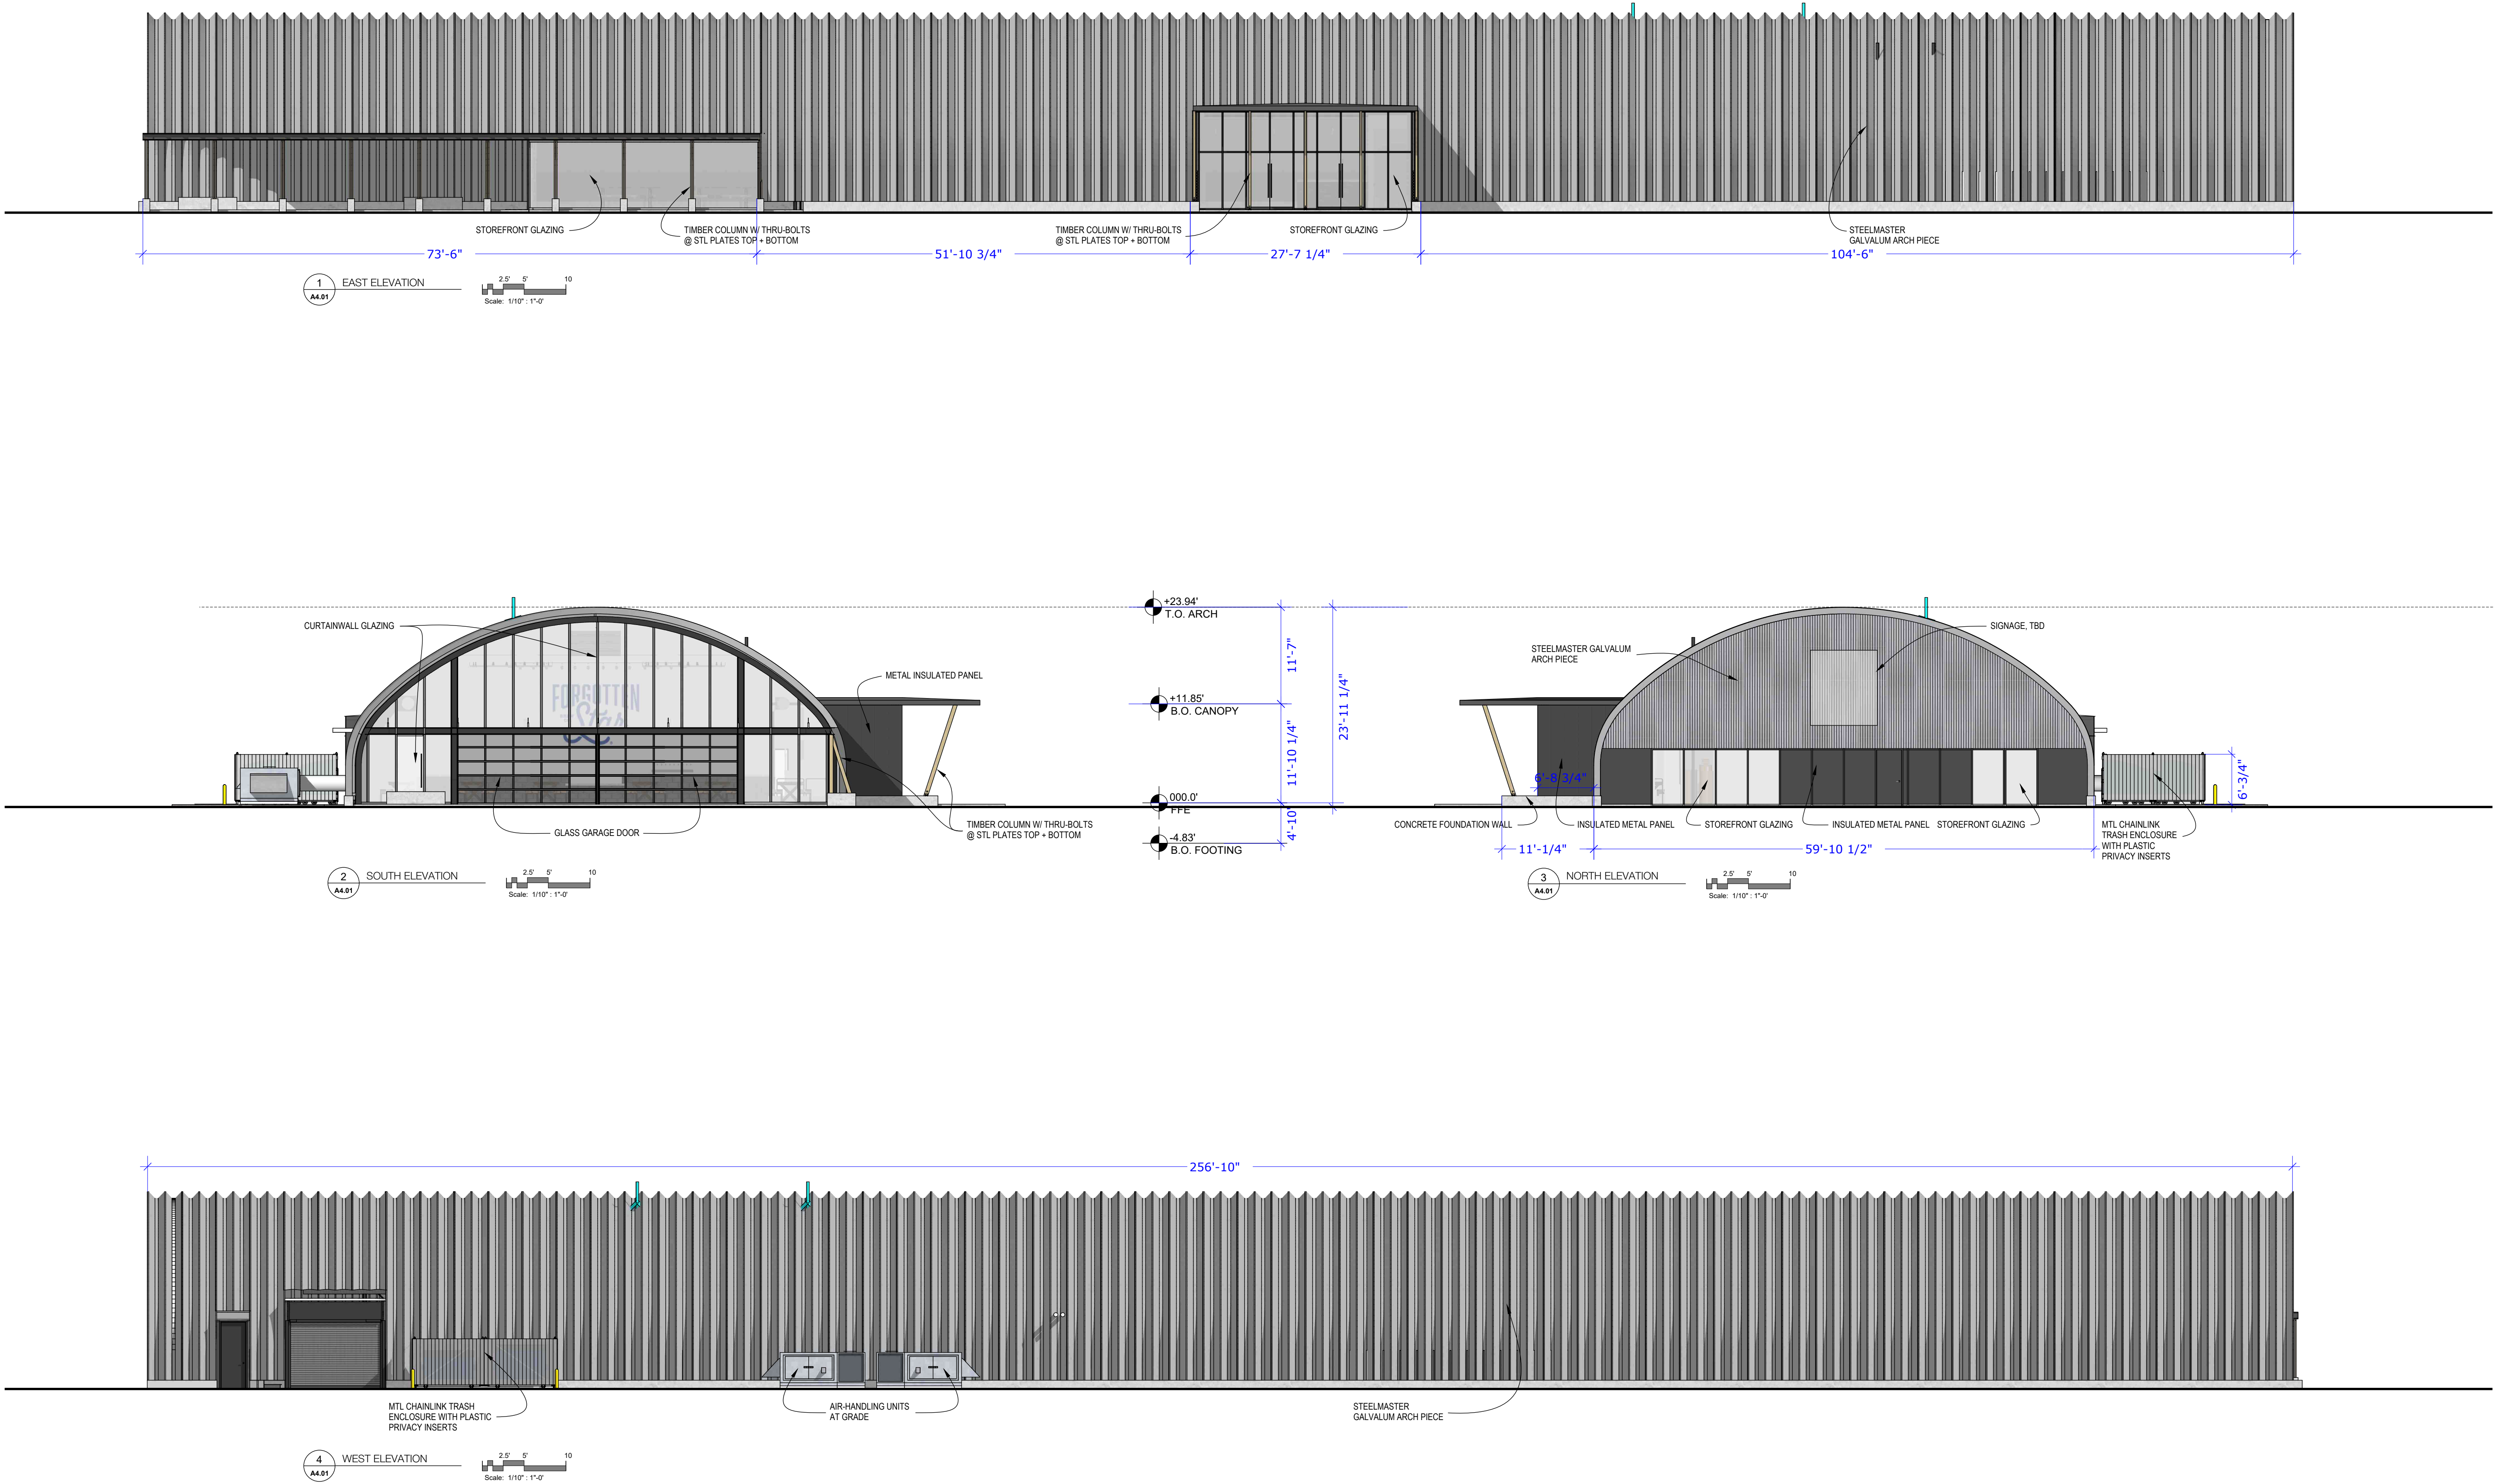 STOREFRONT GLAZING
TIMBER COLUMN W/ THRU-BOLTS
@ STL PLATES TOP + BOTTOM
TIMBER COLUMN W/ THRU-BOLTS
@ STL PLATES TOP + BOTTOM
STOREFRONT GLAZING
STEELMASTER
GALVALUM ARCH PIECE
73'-6"
51'-10 3/4"
27'-7 1/4"
104'-6"
1
A4.01
EAST ELEVATION
2.5' 5' 10
Scale: 1/10" : 1"-0'
CURTAINWALL GLAZING
FORGOTTEN
Star
METAL INSULATED PANEL
GLASS GARAGE DOOR
TIMBER COLUMN W/ THRU-BOLTS
@ STL PLATES TOP + BOTTOM
2
A4.01
SOUTH ELEVATION
2.5' 5' 10
Scale: 1/10" : 1"-0'
+23.94'
T.O. ARCH
+11.85'
B.O. CANOPY
000.0'
FFE
-4.83'
B.O. FOOTING
11'-7"
11'-10 1/4"
4'-10"
23'-11 1/4"
STEELMASTER GALVALUM
ARCH PIECE
SIGNAGE, TBD
6'-8 3/4"
6'-3/4"
CONCRETE FOUNDATION WALL
INSULATED METAL PANEL
STOREFRONT GLAZING
INSULATED METAL PANEL
STOREFRONT GLAZING
MTL CHAINLINK
TRASH ENCLOSURE
WITH PLASTIC
PRIVACY INSERTS
11'-1/4"
59'-10 1/2"
3
A4.01
NORTH ELEVATION
2.5' 5' 10
Scale: 1/10" : 1"-0'
256'-10"
MTL CHAINLINK TRASH
ENCLOSURE WITH PLASTIC
PRIVACY INSERTS
AIR-HANDLING UNITS
AT GRADE
STEELMASTER
GALVALUM ARCH PIECE
4
A4.01
WEST ELEVATION
2.5' 5' 10
Scale: 1/10" : 1"-0'